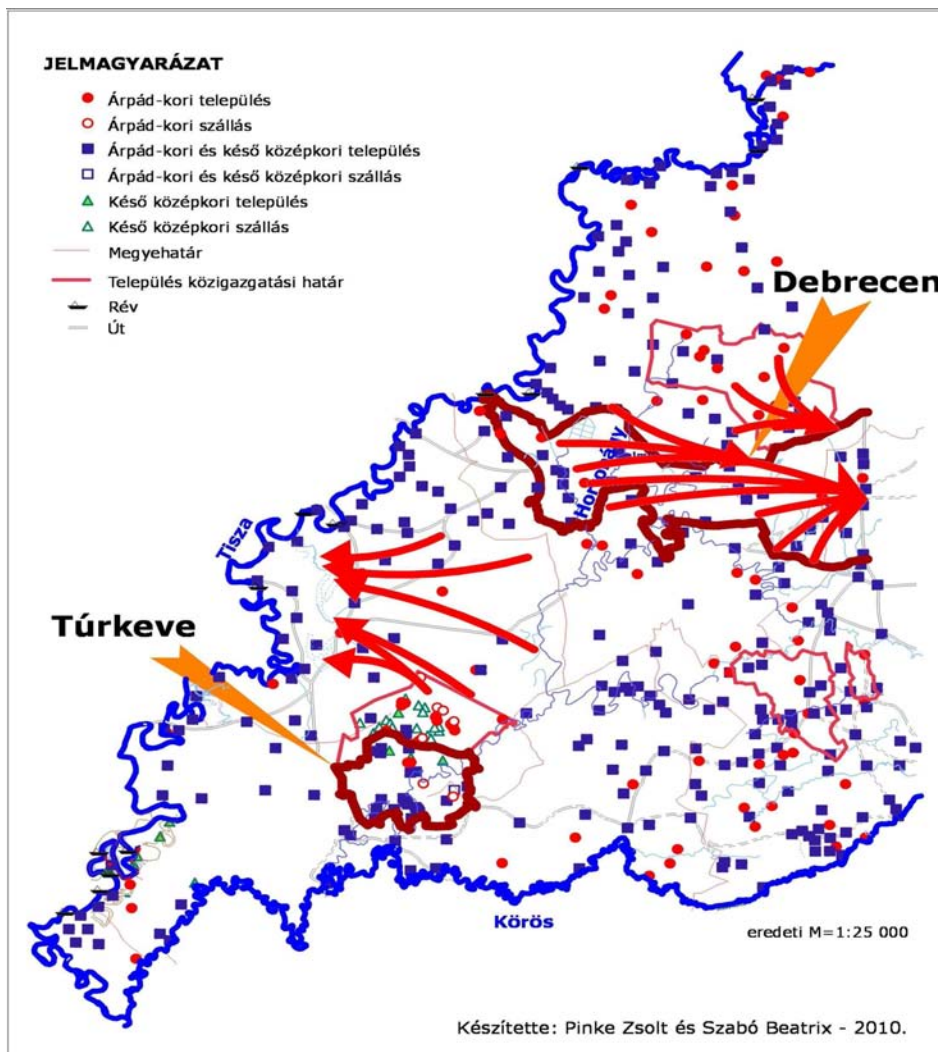 JELMAGYARÁZAT
Árpád-kori település
Árpád-kori szállás
Árpád-kori és késő középkori település
Árpád-kori és késő középkori szállás
Késő középkori település
Késő középkori szállás
Megyehatár
Település közigazgatási határ
Rév
Út
Debrecen
Tisza
Túrkeve
Körös
eredeti M=1:25 000
Készítette: Pinke Zsolt és Szabó Beatrix - 2010.